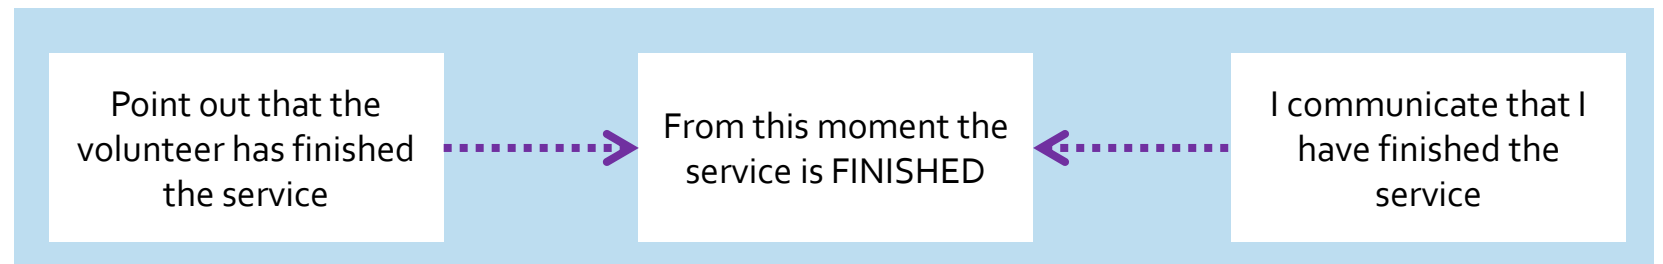 Point out that the
volunteer has finished
the service
From this moment the
service is FINISHED
I communicate that I
have finished the
service